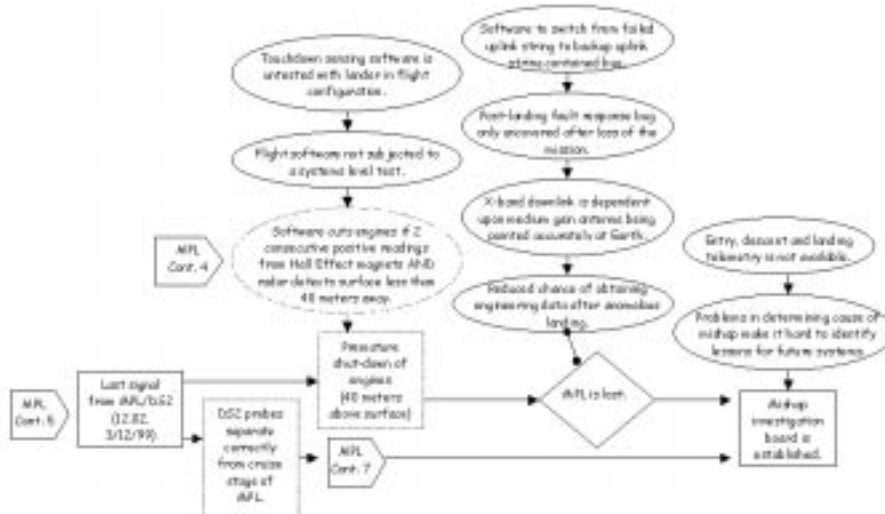 Software to switch from failed
uplink string to backup uplink
string contained bug.
Touchdown sensing software is
untested with lander in flight
configuration.
Post-landing fault response bug
only uncovered after loss of the
mission.
Flight software not subjected to
a systems level test.
X-band downlink is dependent
upon medium gain antenna being
pointed accurately at Earth.
MPL
Cont. 4
Software cuts engines if 2
consecutive positive readings
from Hall Effect magnets AND
radar detects surface less than
40 meters away.
Entry, descent and landing
telemetry is not available.
Reduced chance of obtaining
engineering data after anomalous
landing.
Problems in determining cause of
mishap make it hard to identify
lessons for future systems.
Premature
shut-down of
engines
(40 meters
above surface)
MPL
Cont. 5
Last signal
from MPL/DS2
(12.02,
3/12/99)
MPL is lost.
Mishap
investigation
board is
established.
DS2 probes
separate
correctly
from cruise
stage of
MPL.
MPL
Cont. 7